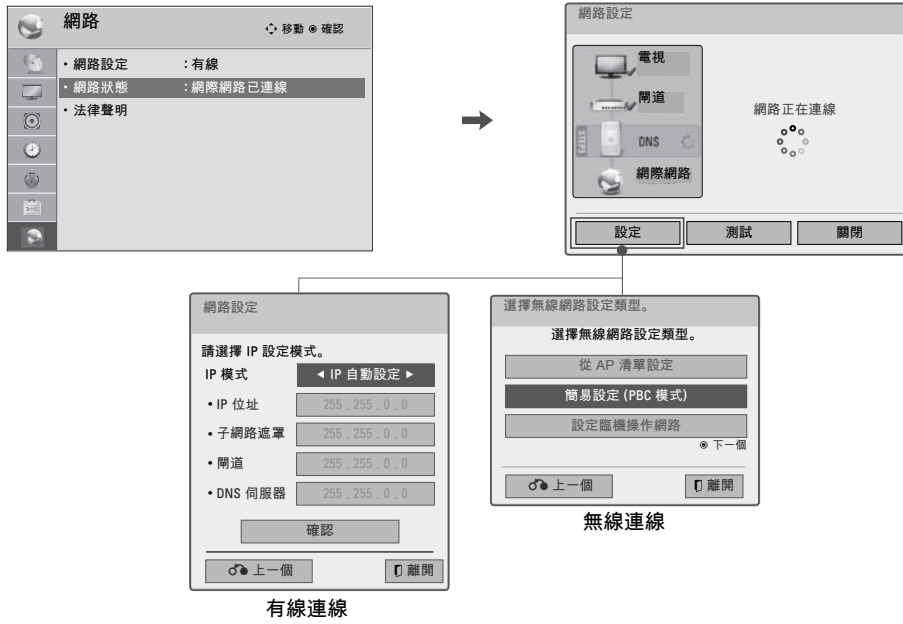 網路
移動 ◉ 確認
• 網路設定 : 有線
• 網路狀態 : 網際網路已連線
• 法律聲明
網路設定
電視
閘道
STEP3
DNS
網際網路
網路正在連線
設定
測試
關閉
網路設定
請選擇 IP 設定模式。
IP 模式 ◀ IP 自動設定 ▶
• IP 位址 255 . 255 . 0 . 0
• 子網路遮罩 255 . 255 . 0 . 0
• 閘道 255 . 255 . 0 . 0
• DNS 伺服器 255 . 255 . 0 . 0
確認
上一個
離開
有線連線
選擇無線網路設定類型。
選擇無線網路設定類型。
從 AP 清單設定
簡易設定 (PBC 模式)
設定臨機操作網路
◉ 下一個
上一個
離開
無線連線